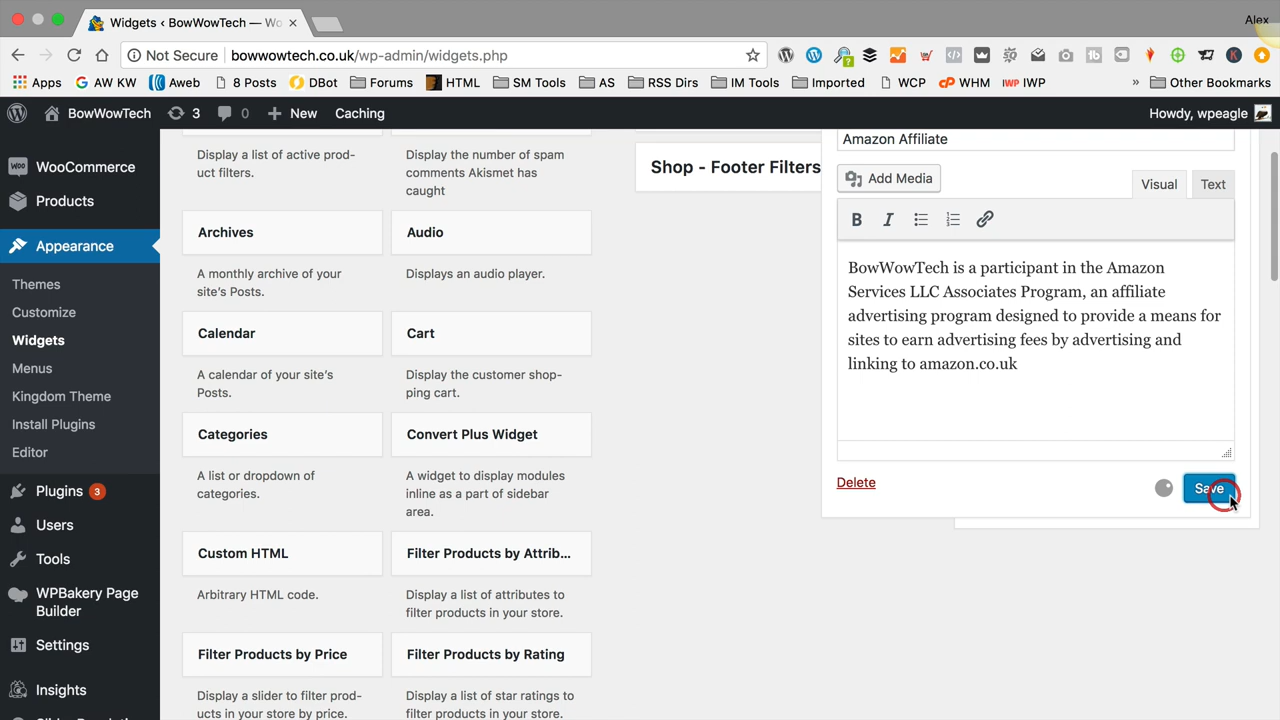 Widgets ‹ BowWowTech — Wo
Alex
Not Secure
bowwowtech.co.uk/wp-admin/widgets.php
Apps
AW KW
Aweb
8 Posts
DBot
Forums
HTML
SM Tools
AS
RSS Dirs
IM Tools
Imported
WCP
WHM
IWP
»
Other Bookmarks
BowWowTech
3
0
New
Caching
Howdy, wpeagle
WooCommerce
Products
Appearance
Themes
Customize
Widgets
Menus
Kingdom Theme
Install Plugins
Editor
Plugins 3
Users
Tools
WPBakery Page
Builder
Settings
Insights
Display a list of active prod-
uct filters.
Display the number of spam
comments Akismet has
caught
Archives
A monthly archive of your
site's Posts.
Audio
Displays an audio player.
Calendar
A calendar of your site's
Posts.
Cart
Display the customer shop-
ping cart.
Categories
A list or dropdown of
categories.
Convert Plus Widget
A widget to display modules
inline as a part of sidebar
area.
Custom HTML
Arbitrary HTML code.
Filter Products by Attrib...
Display a list of attributes to
filter products in your store.
Filter Products by Price
Display a slider to filter prod-
ucts in your store by price.
Filter Products by Rating
Display a list of star ratings to
filter products in your store.
Shop - Footer Filters
Amazon Affiliate
Add Media
Visual
Text
B
I
BowWowTech is a participant in the Amazon
Services LLC Associates Program, an affiliate
advertising program designed to provide a means for
sites to earn advertising fees by advertising and
linking to amazon.co.uk
Delete
Save